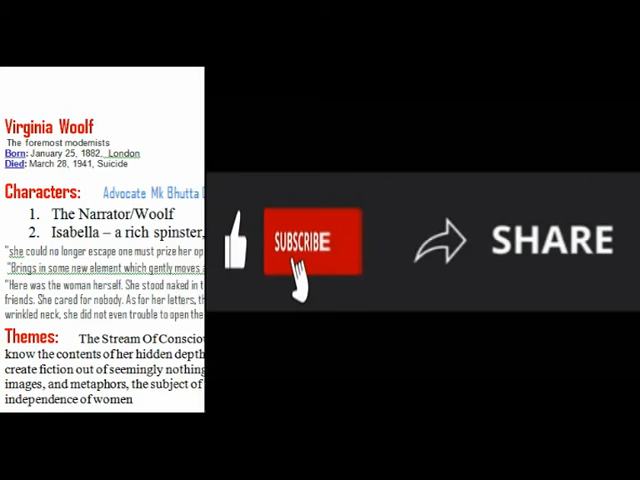 Virginia Woolf
The foremost modernists
Born: January 25, 1882, London
Died: March 28, 1941, Suicide
Characters: Advocate Mk Bhutta
1. The Narrator/Woolf
2. Isabella – a rich spinster,
"she could no longer escape one must prize her op
"Brings in some new element which gently moves
"Here was the woman herself. She stood naked in t
friends. She cared for nobody. As for her letters, th
wrinkled neck, she did not even trouble to open the
Themes: The Stream Of Consciou
know the contents of her hidden depth
create fiction out of seemingly nothing
images, and metaphors, the subject of
independence of women
SUBSCRIBE
SHARE